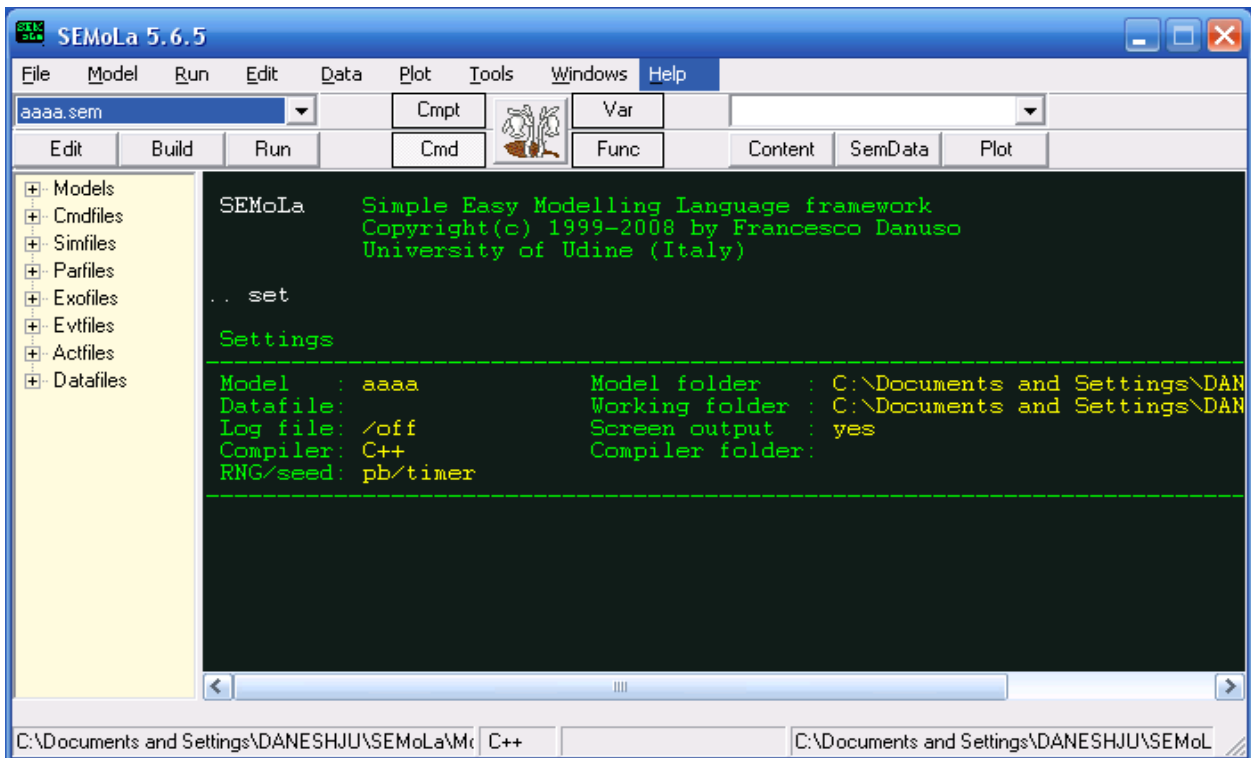 SEMoLa 5.6.5
File Model Run Edit Data Plot Tools Windows Help
aaaa.sem Cmpt Var
Edit Build Run Cmd Func Content SemData Plot
Models
Cmdfiles
Simfiles
Parfiles
Exofiles
Evtfiles
Actfiles
Datafiles
SEMoLa Simple Easy Modelling Language framework
Copyright(c) 1999-2008 by Francesco Danuso
University of Udine (Italy)
.. set
Settings
Model : aaaa Model folder : C:\Documents and Settings\DAN
Datafile: Working folder : C:\Documents and Settings\DAN
Log file: /off Screen output : yes
Compiler: C++ Compiler folder:
RNG/seed: pb/timer
C:\Documents and Settings\DANESHJU\SEMoLa\Mo C++ C:\Documents and Settings\DANESHJU\SEMoL